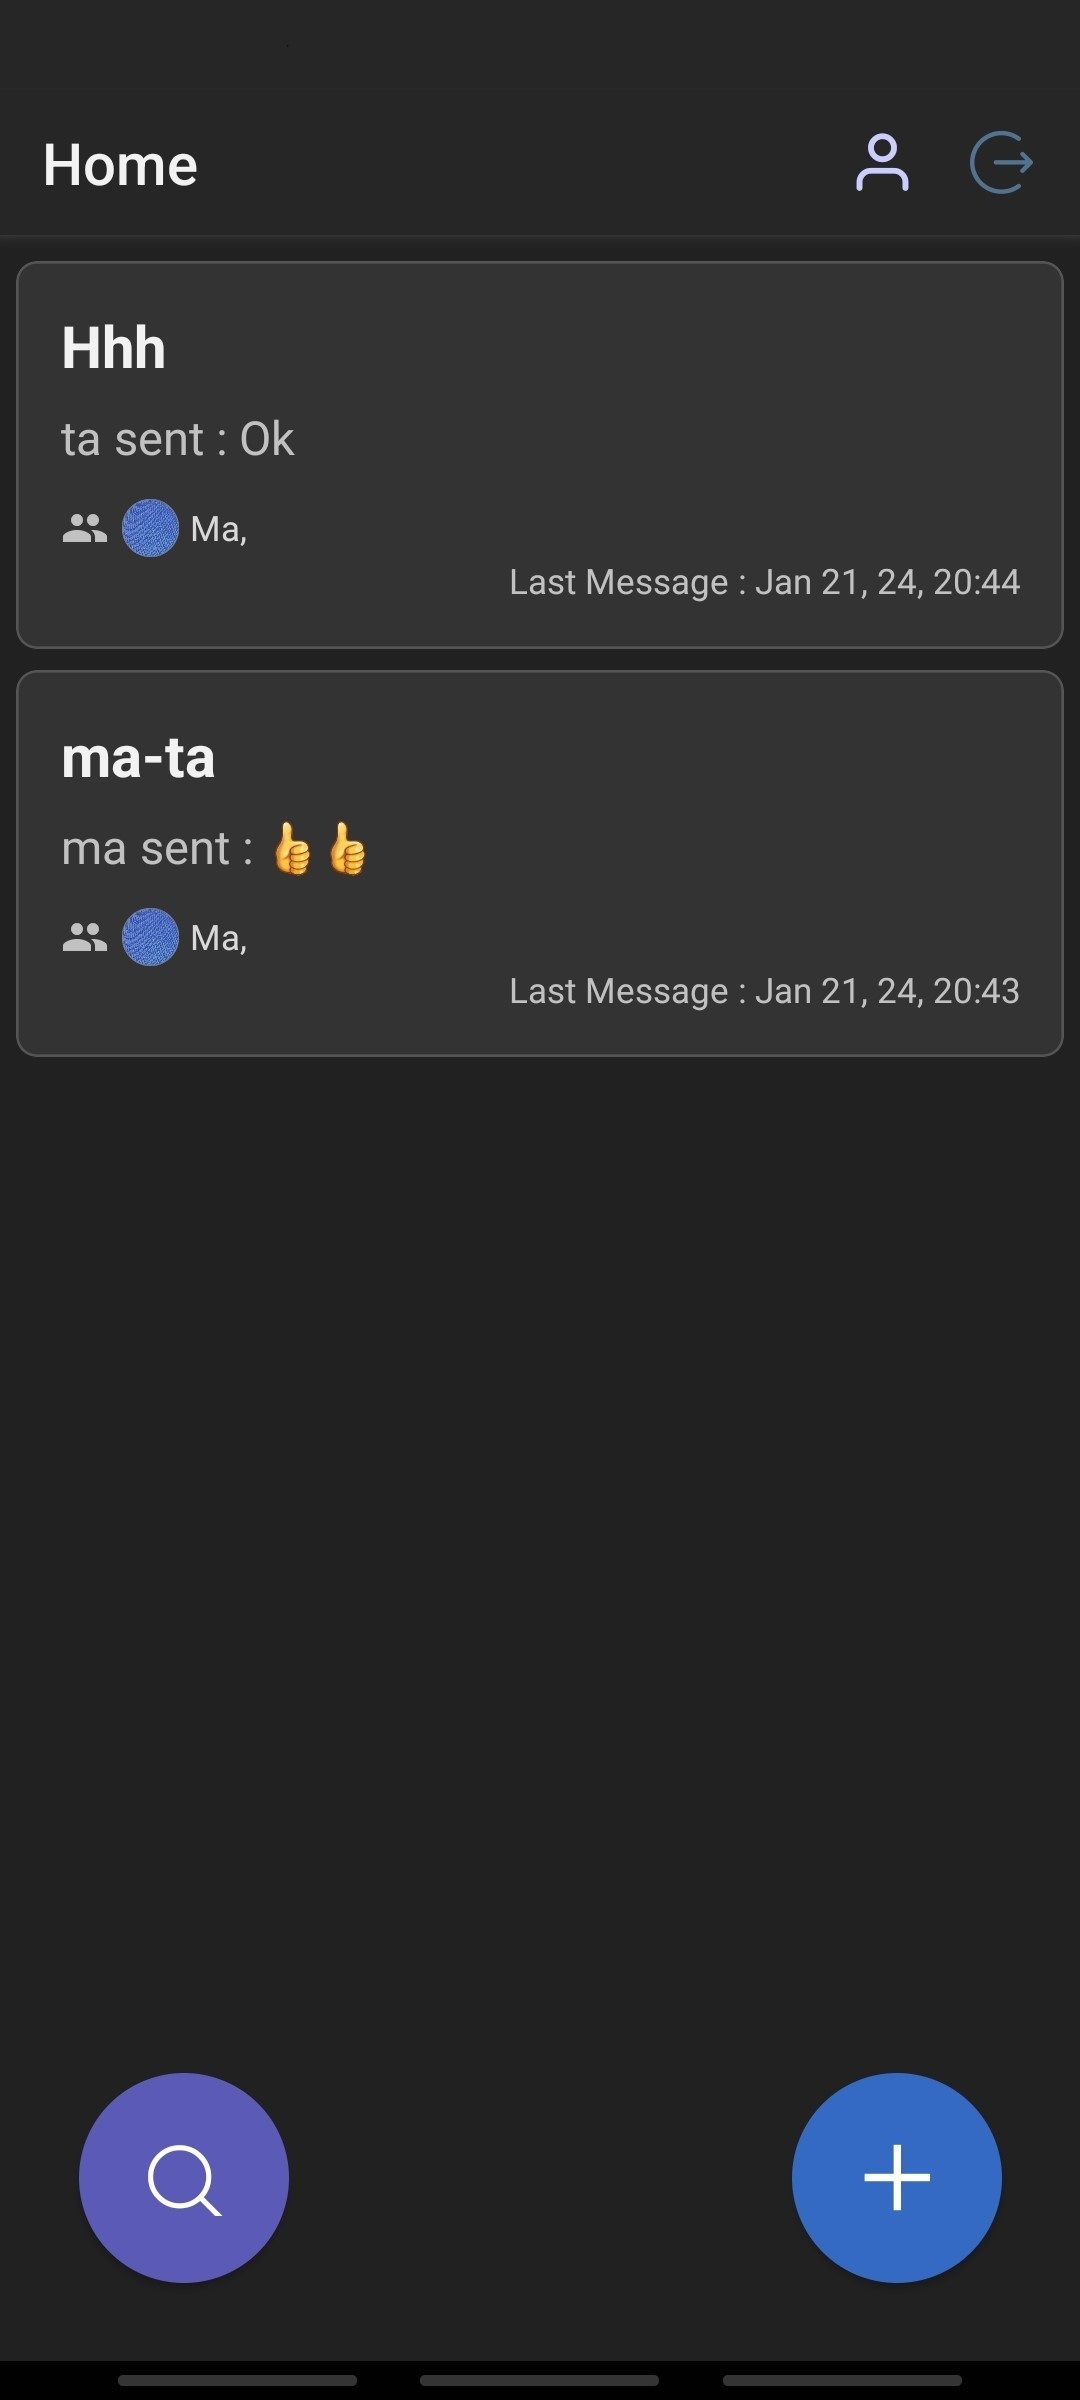 Home
Hhh
ta sent : Ok
Ma,
Last Message : Jan 21, 24, 20:44
ma-ta
ma sent : 👍👍
Ma,
Last Message : Jan 21, 24, 20:43